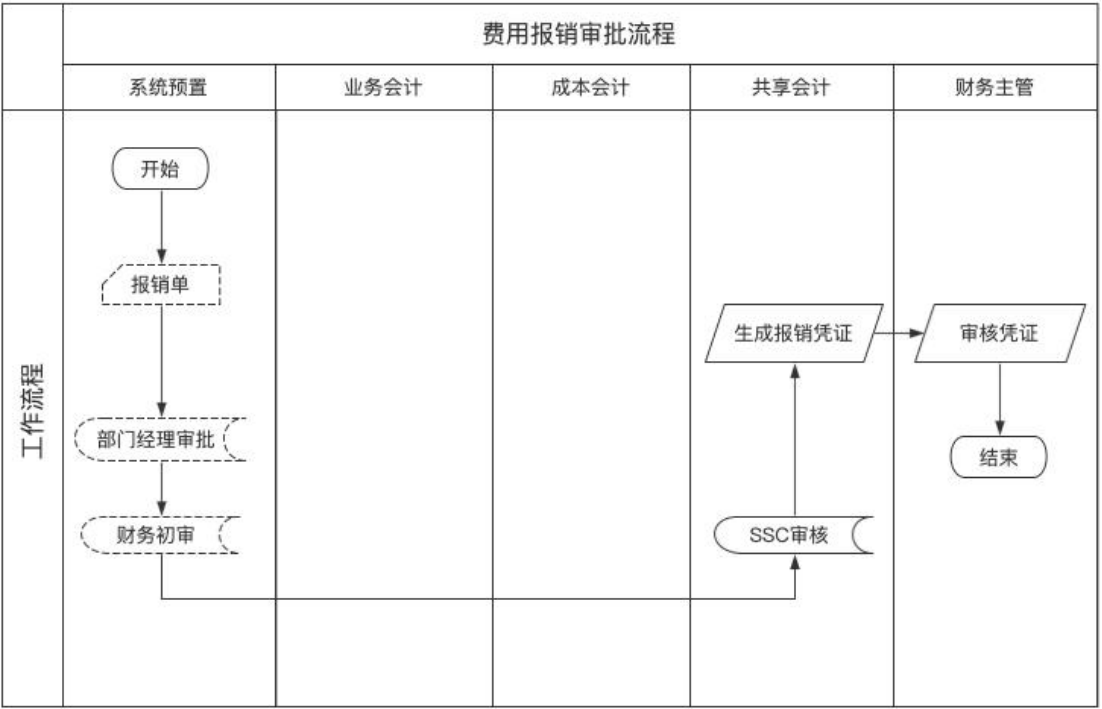 费用报销审批流程
系统预置
业务会计
成本会计
共享会计
财务主管
工作流程
开始
报销单
部门经理审批
财务初审
SSC审核
生成报销凭证
审核凭证
结束